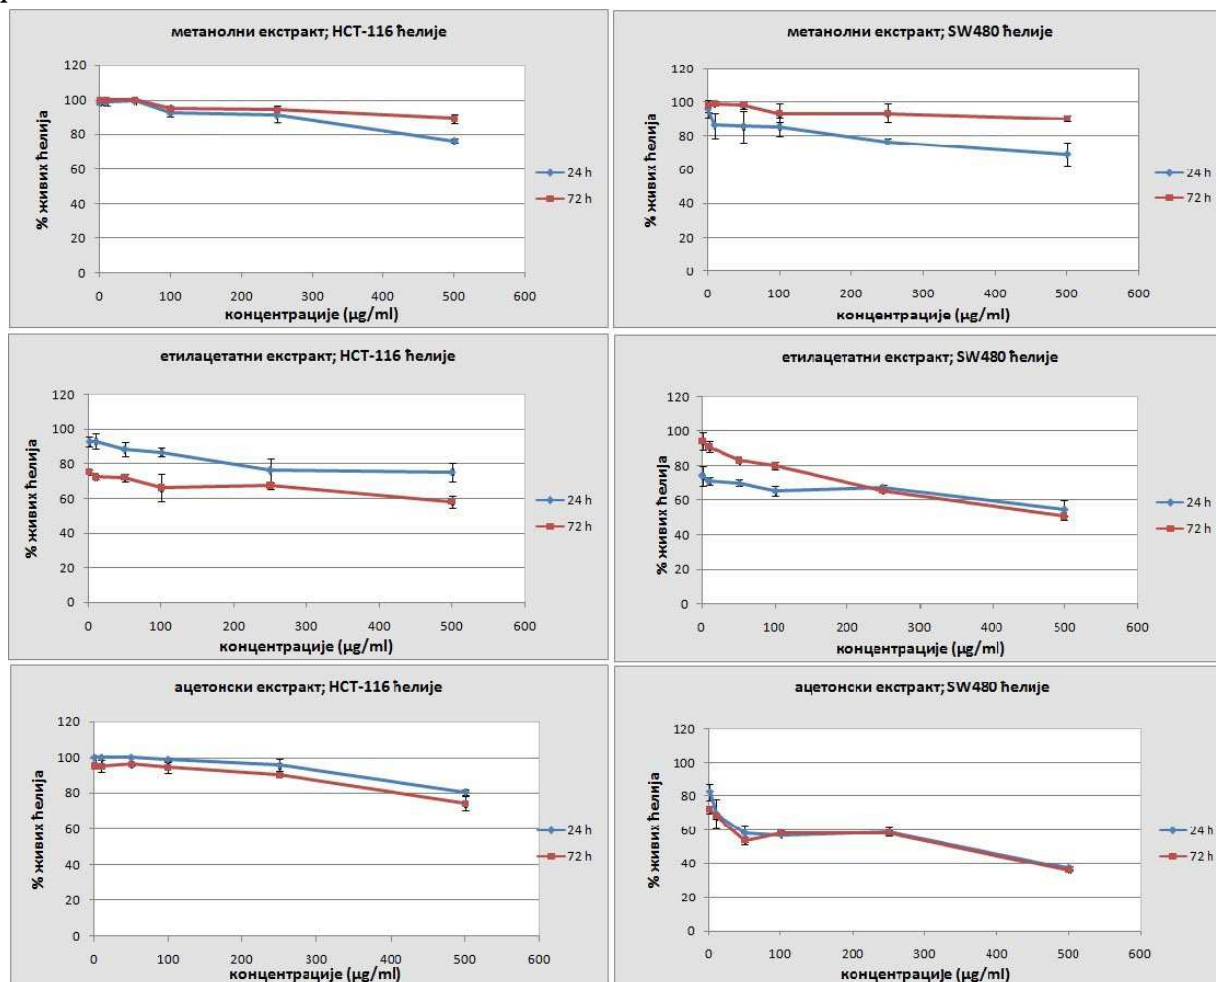 метанолни екстракт; HCT-116 ћелије
120
100
80
60
40
20
0
% живих ћелија
0 100 200 300 400 500 600
концентрације (µg/ml)
24 h
72 h
метанолни екстракт; SW480 ћелије
120
100
80
60
40
20
0
% живих ћелија
0 100 200 300 400 500 600
концентрације (µg/ml)
24 h
72 h
етилацетатни екстракт; HCT-116 ћелије
120
100
80
60
40
20
0
% живих ћелија
0 100 200 300 400 500 600
концентрације (µg/ml)
24 h
72 h
етилацетатни екстракт; SW480 ћелије
120
100
80
60
40
20
0
% живих ћелија
0 100 200 300 400 500 600
концентрације (µg/ml)
24 h
72 h
ацетонски екстракт; HCT-116 ћелије
120
100
80
60
40
20
0
% живих ћелија
0 100 200 300 400 500 600
концентрације (µg/ml)
24 h
72 h
ацетонски екстракт; SW480 ћелије
120
100
80
60
40
20
0
% живих ћелија
0 100 200 300 400 500 600
концентрације (µg/ml)
24 h
72 h